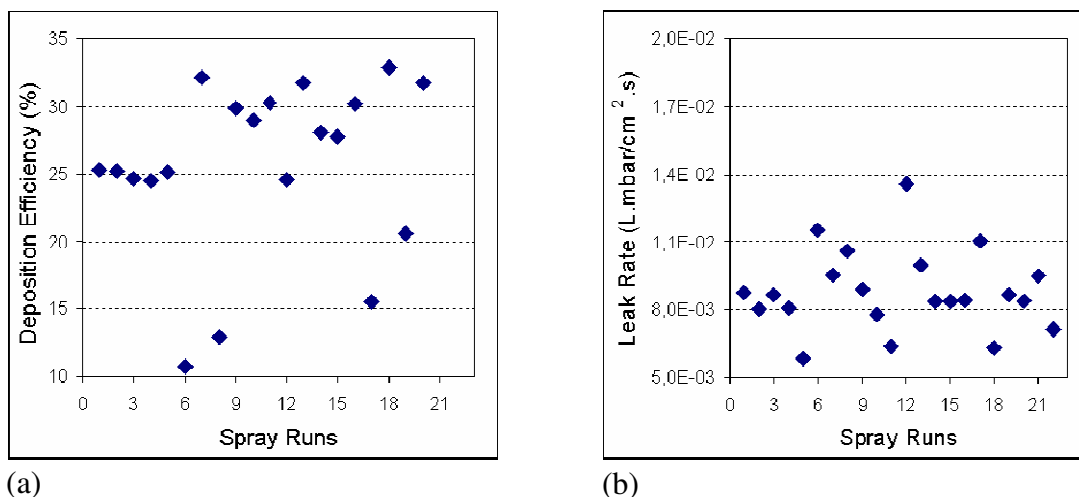 35
30
25
20
15
10
Deposition Efficiency (%)
0 3 6 9 12 15 18 21
Spray Runs
(a)
2,0E-02
1,7E-02
1,4E-02
1,1E-02
8,0E-03
5,0E-03
Leak Rate (L.mbar/cm².s)
0 3 6 9 12 15 18 21
Spray Runs
(b)